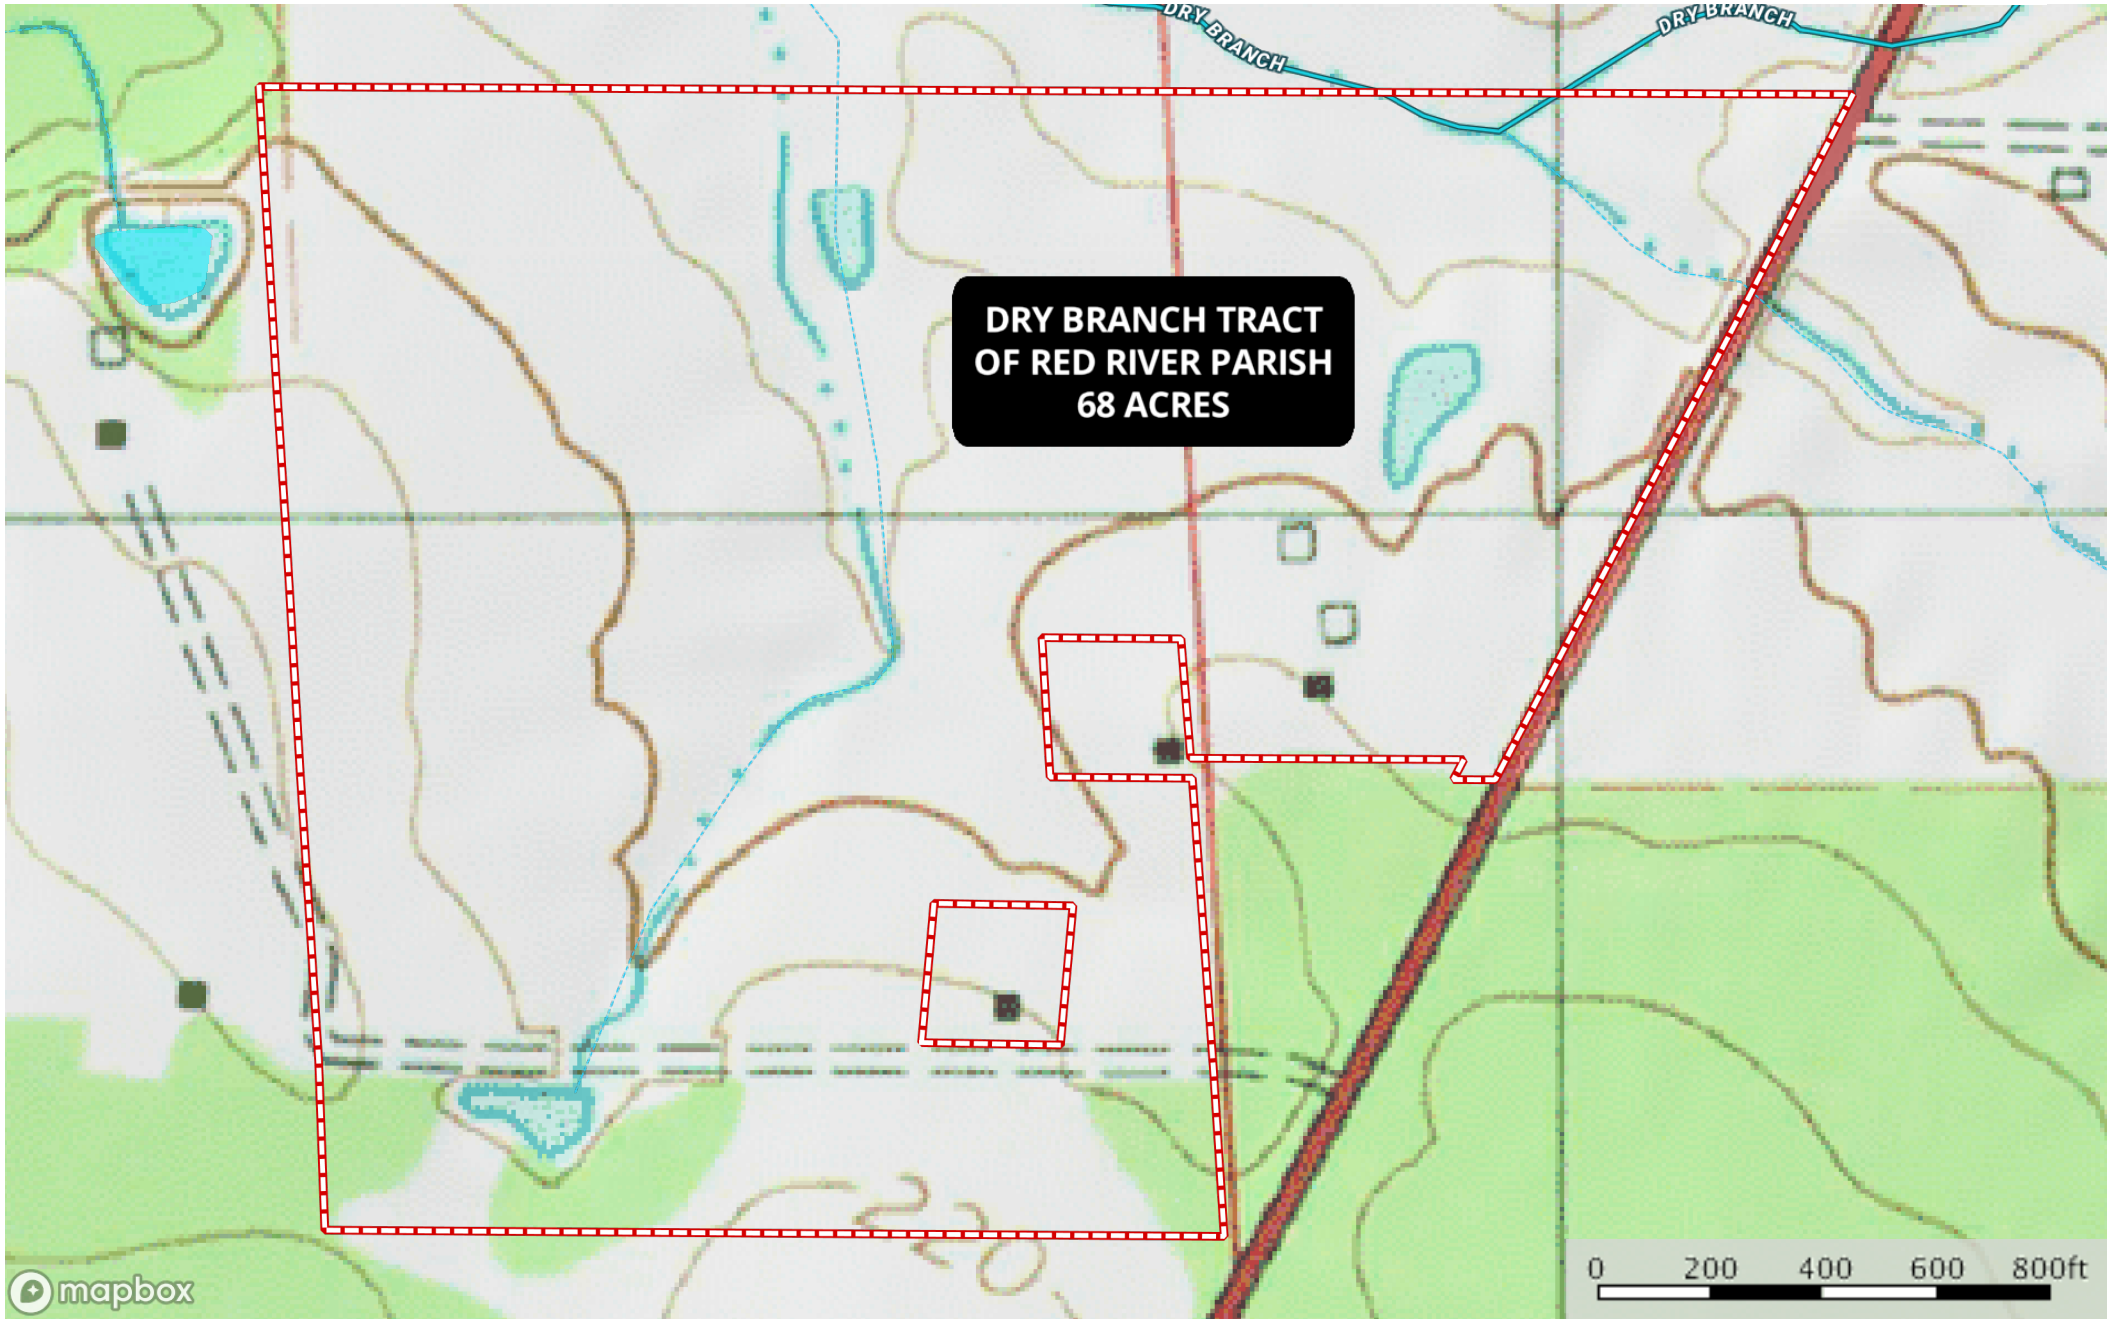 DRY BRANCH
DRY BRANCH
DRY BRANCH TRACT
OF RED RIVER PARISH
68 ACRES
220
mapbox
0 200 400 600 800ft